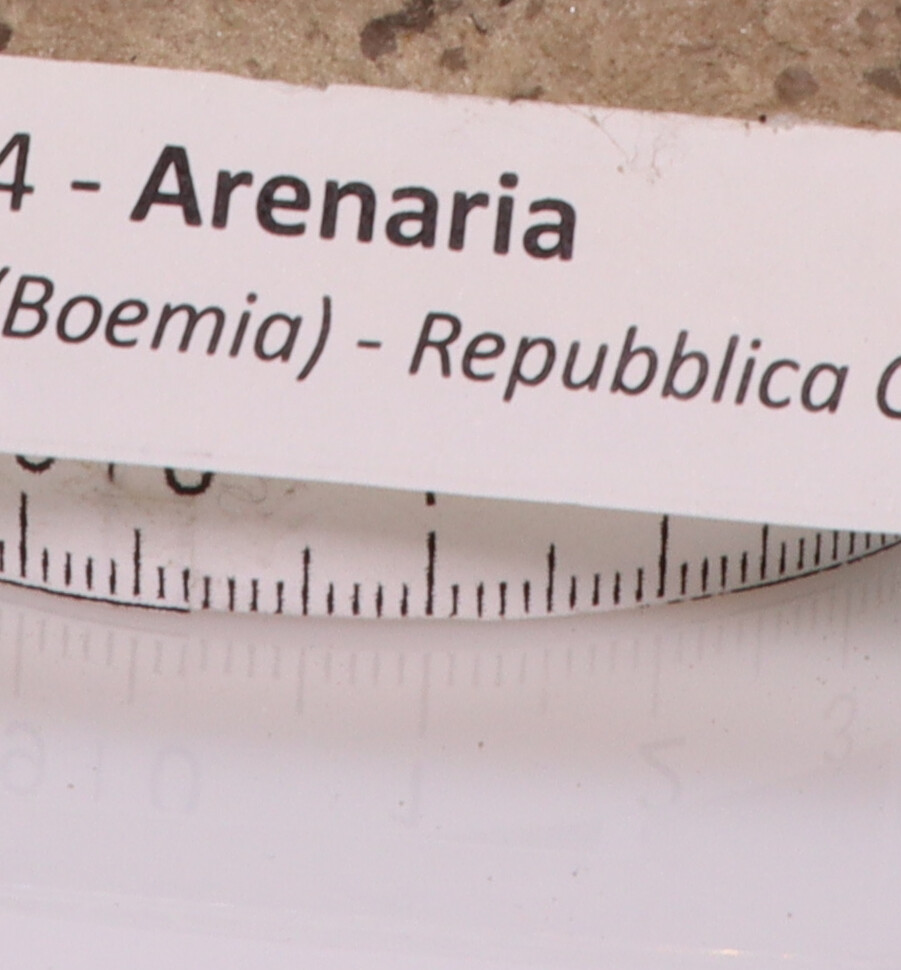 4 - Arenaria
(Boemia) - Repubblica